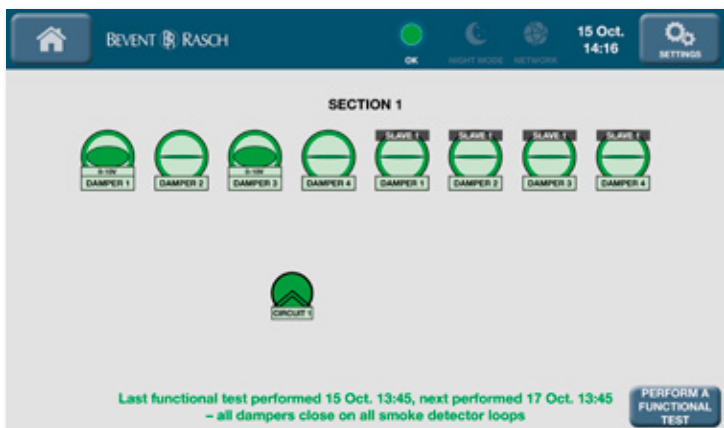 BEVENT RASCH
OK
NIGHT MODE
NETWORK
15 Oct.
14:16
SETTINGS
SECTION 1
SLAVE 1
SLAVE 1
SLAVE 1
SLAVE 1
0-10V
0-10V
DAMPER 1
DAMPER 2
DAMPER 3
DAMPER 4
DAMPER 1
DAMPER 2
DAMPER 3
DAMPER 4
CIRCUIT 1
Last functional test performed 15 Oct. 13:45, next performed 17 Oct. 13:45
– all dampers close on all smoke detector loops
PERFORM A
FUNCTIONAL
TEST